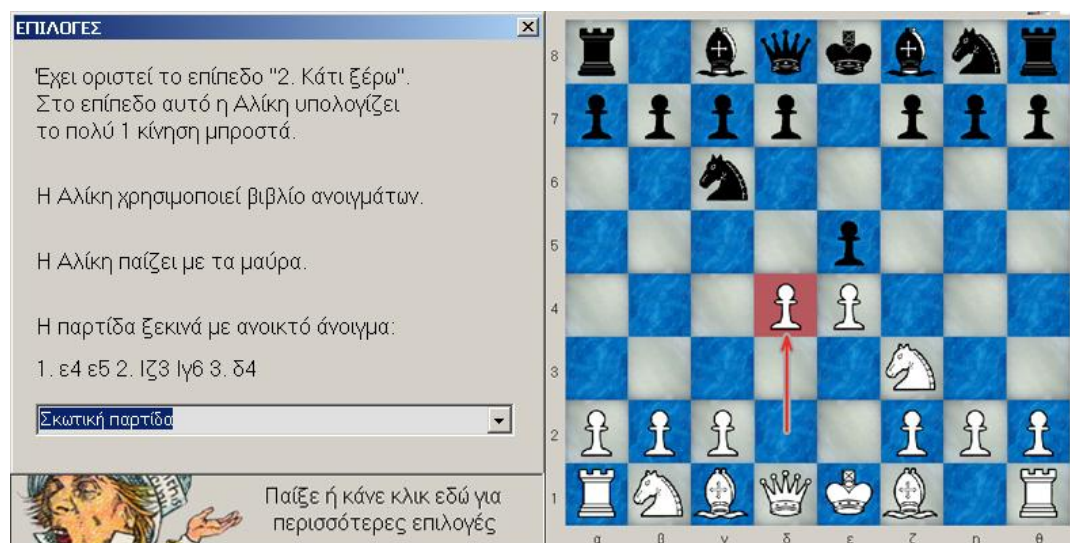 ΕΠΙΛΟΓΕΣ
Έχει οριστεί το επίπεδο "2. Κάτι ξέρω".
Στο επίπεδο αυτό η Αλίκη υπολογίζει
το πολύ 1 κίνηση μπροστά.
Η Αλίκη χρησιμοποιεί βιβλίο ανοιγμάτων.
Η Αλίκη παίζει με τα μαύρα.
Η παρτίδα ξεκινά με ανοικτό άνοιγμα:
1. ε4 ε5 2. Ιζ3 Ιγ6 3. δ4
Σκωτική παρτίδα
Παίξε ή κάνε κλικ εδώ για
περισσότερες επιλογές
8
7
6
5
4
3
2
1
α β γ δ ε ζ η θ